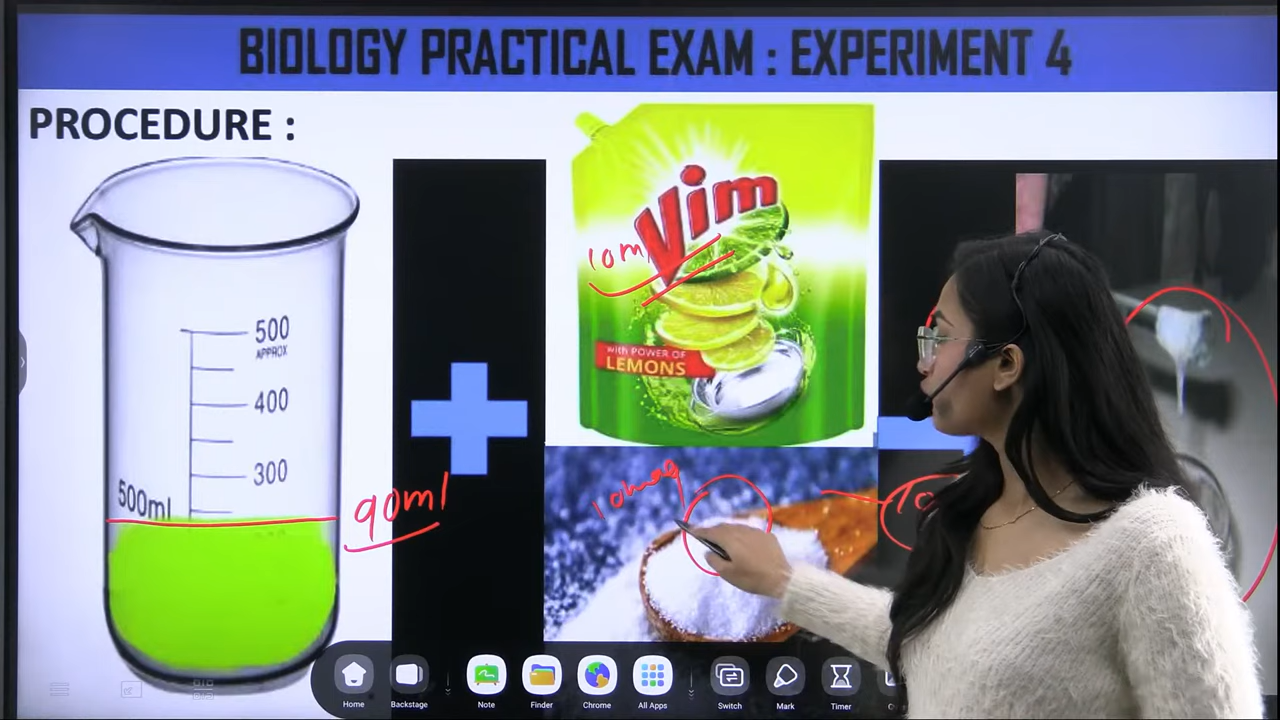 BIOLOGY PRACTICAL EXAM : EXPERIMENT 4
PROCEDURE :
500
APPROX
400
300
500ml
90ml
Vim
10ml
with POWER OF
LEMONS
10
Home
Backstage
Note
Finder
Chrome
All Apps
Switch
Mark
Timer